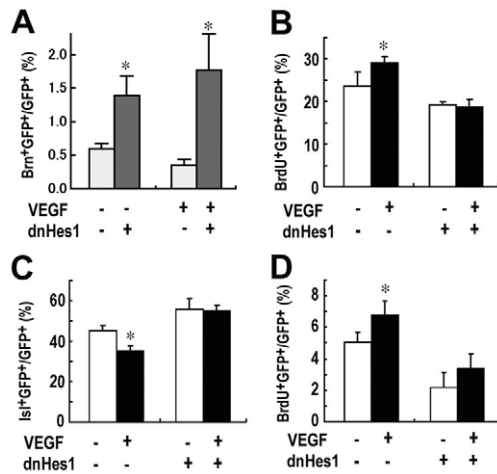 A
Brn⁺GFP⁺/GFP⁺ (%)
2.0
1.5
1.0
0.5
0.0
* *
VEGF - - + +
dnHes1 - + - +
B
BrdU⁺GFP⁺/GFP⁺ (%)
30
20
10
0
*
VEGF - + - +
dnHes1 - - + +
C
Isl⁺GFP⁺/GFP⁺ (%)
60
40
20
0
*
VEGF - + - +
dnHes1 - - + +
D
BrdU⁺GFP⁺/GFP⁺ (%)
8
6
4
2
0
*
VEGF - + - +
dnHes1 - - + +